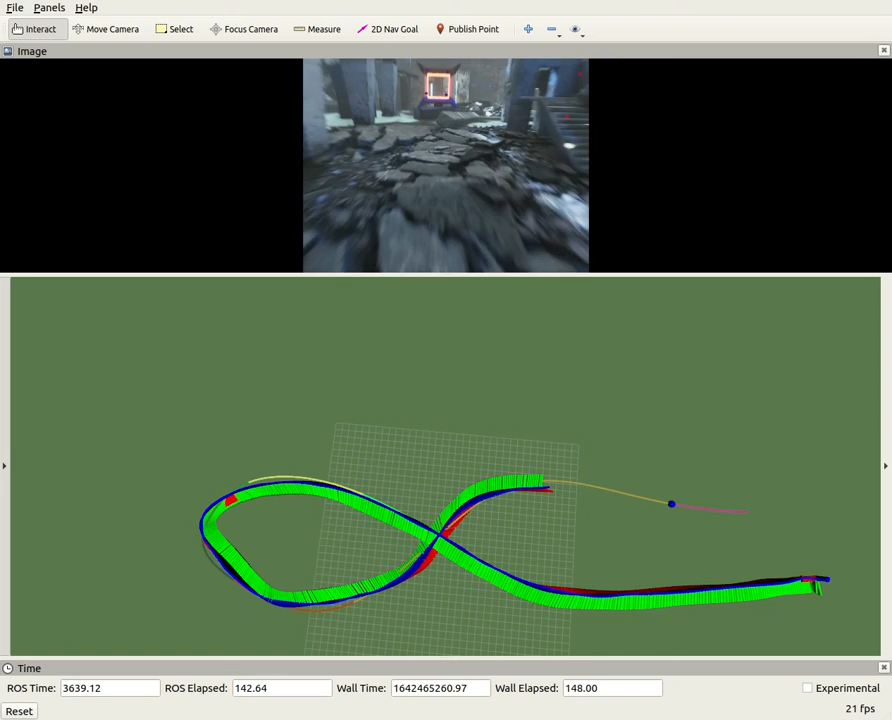 File Panels Help
Interact Move Camera Select Focus Camera Measure 2D Nav Goal Publish Point
Image
Time
ROS Time: 3639.12 ROS Elapsed: 142.64 Wall Time: 1642465260.97 Wall Elapsed: 148.00 Experimental
Reset 21 fps